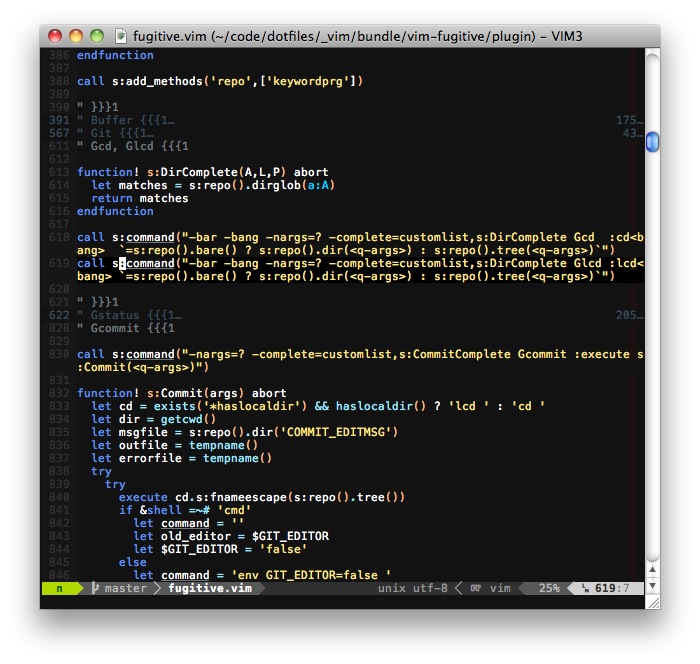 fugitive.vim (~/code/dotfiles/_vim/bundle/vim-fugitive/plugin) – VIM3
386 endfunction
387
388 call s:add_methods('repo',['keywordprg'])
389
390 " }}}1
391 " Buffer {{{1… 175…
567 " Git {{{1… 43…
611 " Gcd, Glcd {{{1
612
613 function! s:DirComplete(A,L,P) abort
614   let matches = s:repo().dirglob(a:A)
615   return matches
616 endfunction
617
618 call s:command("-bar -bang -nargs=? -complete=customlist,s:DirComplete Gcd  :cd<b
ang>  `=s:repo().bare() ? s:repo().dir(<q-args>) : s:repo().tree(<q-args>)`")
619 call s:command("-bar -bang -nargs=? -complete=customlist,s:DirComplete Glcd :lcd<
bang> `=s:repo().bare() ? s:repo().dir(<q-args>) : s:repo().tree(<q-args>)`")
620
621 " }}}1
622 " Gstatus {{{1… 205…
828 " Gcommit {{{1
829
830 call s:command("-nargs=? -complete=customlist,s:CommitComplete Gcommit :execute s
:Commit(<q-args>)")
831
832 function! s:Commit(args) abort
833   let cd = exists('*haslocaldir') && haslocaldir() ? 'lcd ' : 'cd '
834   let dir = getcwd()
835   let msgfile = s:repo().dir('COMMIT_EDITMSG')
836   let outfile = tempname()
837   let errorfile = tempname()
838   try
839     try
840       execute cd.s:fnameescape(s:repo().tree())
841       if &shell =~# 'cmd'
842         let command = ''
843         let old_editor = $GIT_EDITOR
844         let $GIT_EDITOR = 'false'
845       else
846         let command = 'env GIT_EDITOR=false '
n master fugitive.vim unix utf-8 vim 25% LN 619:7